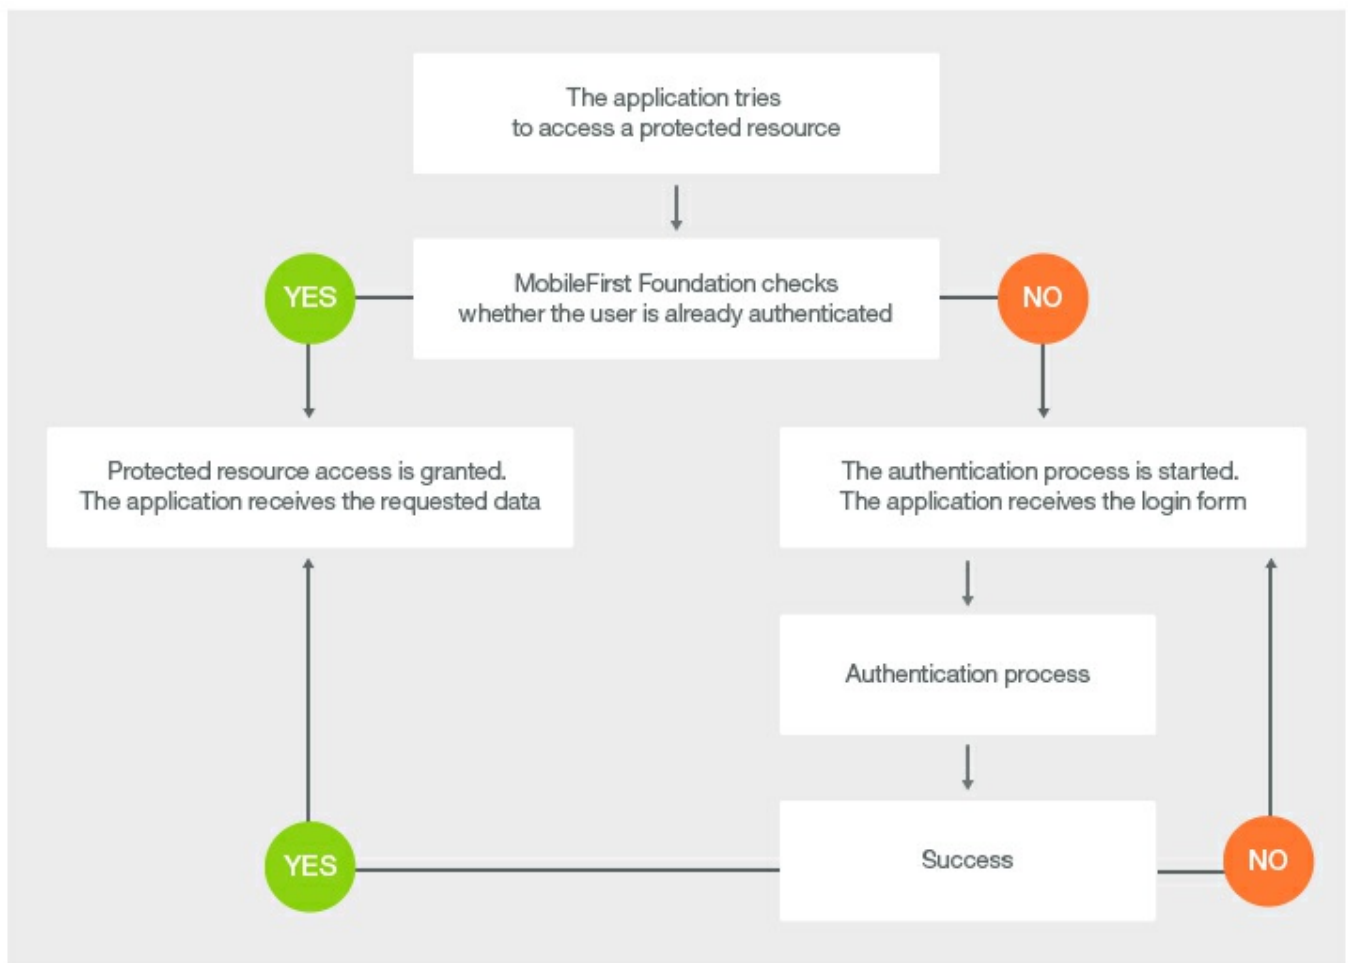 The application tries
to access a protected resource
YES
MobileFirst Foundation checks
whether the user is already authenticated
NO
Protected resource access is granted.
The application receives the requested data
The authentication process is started.
The application receives the login form
Authentication process
YES
Success
NO